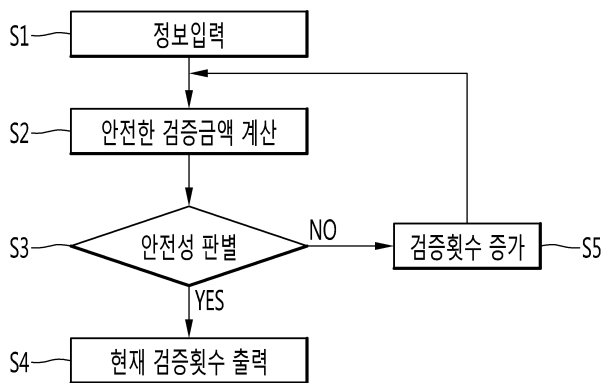 S1 정보입력
S2 안전한 검증금액 계산
S3 안전성 판별 NO 검증횟수 증가 S5
YES
S4 현재 검증횟수 출력